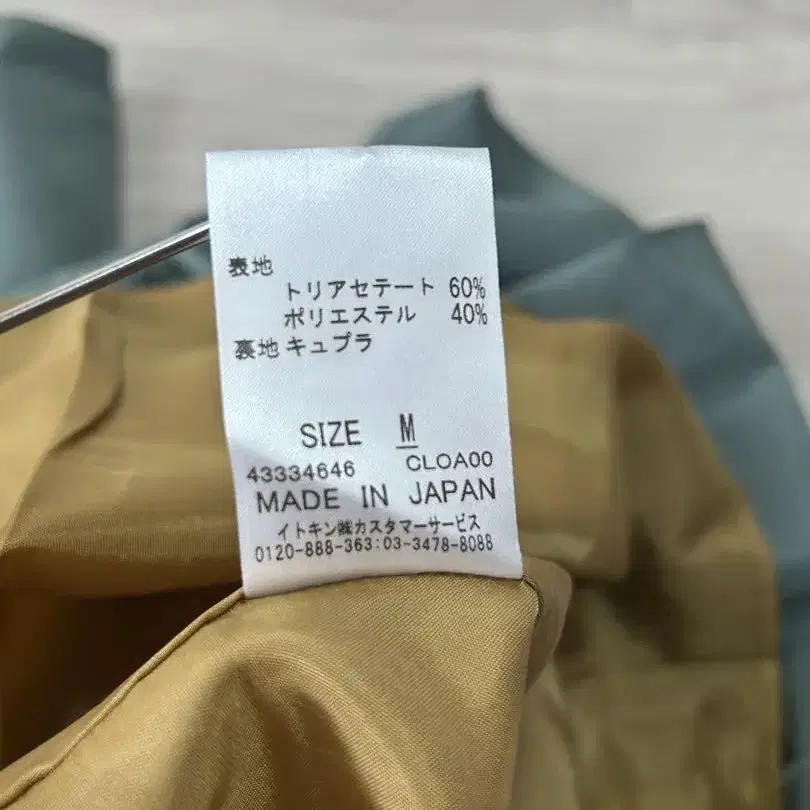 表地
トリアセテート 60%
ポリエステル 40%
裏地 キュプラ
SIZE M
43334646 CLOA00
MADE IN JAPAN
イトキン㈱カスタマーサービス
0120-888-363:03-3478-8088